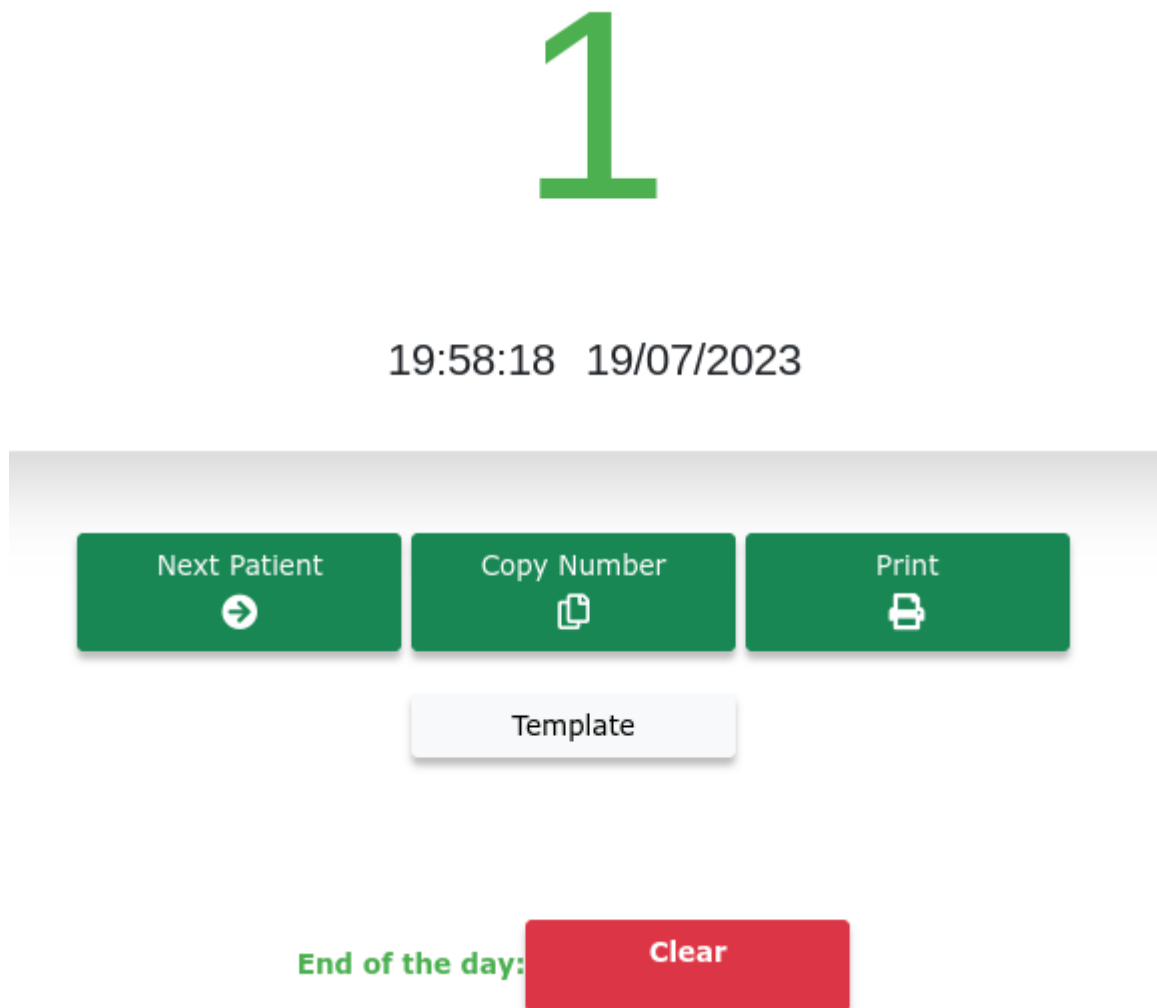 1
19:58:18 19/07/2023
Next Patient Copy Number Print
Template
End of the day: Clear